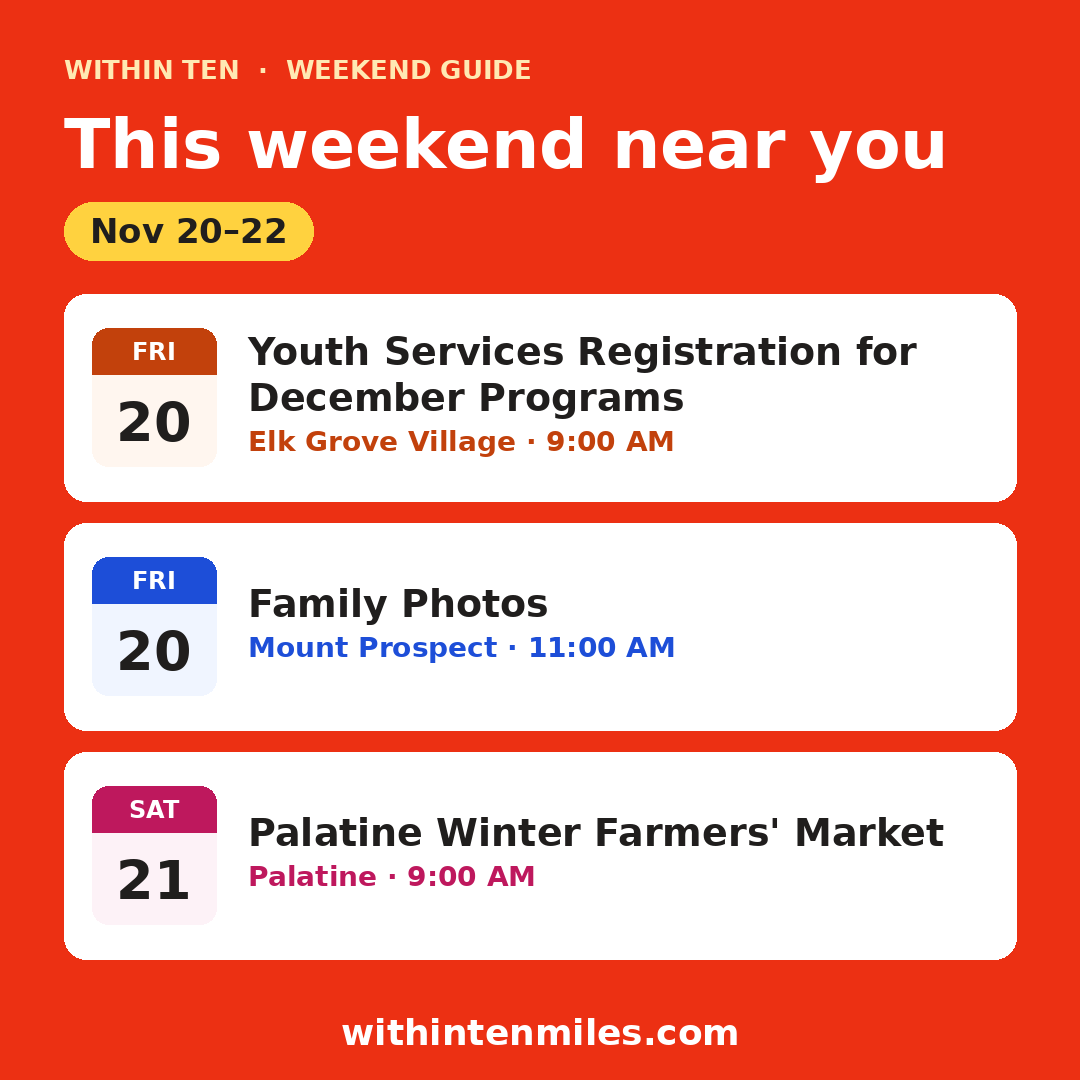 WITHIN TEN · WEEKEND GUIDE
This weekend near you
Nov 20–22
FRI
20
Youth Services Registration for
December Programs
Elk Grove Village · 9:00 AM
FRI
20
Family Photos
Mount Prospect · 11:00 AM
SAT
21
Palatine Winter Farmers' Market
Palatine · 9:00 AM
withintenmiles.com